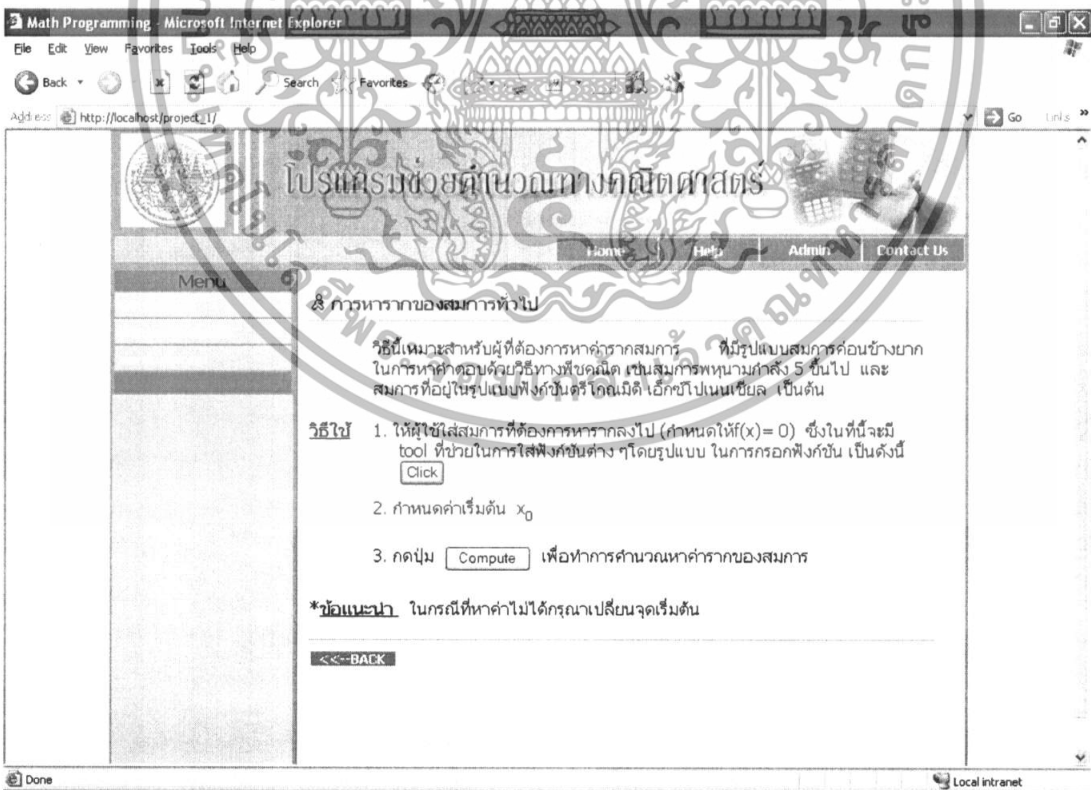 Math Programming - Microsoft Internet Explorer
File Edit View Favorites Tools Help
Back Search Favorites
Address http://localhost/project_1/ Go Links
โปรแกรมช่วยคำนวณทางคณิตศาสตร์
Home Help Admin Contact Us
Menu
การหารากของสมการทั่วไป
วิธีนี้เหมาะสำหรับผู้ที่ต้องการหาค่ารากสมการ ที่มีรูปแบบสมการค่อนข้างยาก
ในการหาคำตอบด้วยวิธีทางพีชคณิต เช่นสมการพหุนามกำลัง 5 ขึ้นไป และ
สมการที่อยู่ในรูปแบบฟังก์ชันตรีโกณมิติ เอ็กซ์โปเนนเชียล เป็นต้น
วิธีใช้ 1. ให้ผู้ใช้ใส่สมการที่ต้องการหารากลงไป (กำหนดให้f(x)= 0) ซึ่งในที่นี้จะมี
tool ที่ช่วยในการใส่ฟังก์ชันต่าง ๆโดยรูปแบบ ในการกรอกฟังก์ชัน เป็นดังนี้
Click
2. กำหนดค่าเริ่มต้น x0
3. กดปุ่ม Compute เพื่อทำการคำนวณหาค่ารากของสมการ
*ข้อแนะนำ ในกรณีที่หาค่าไม่ได้กรุณาเปลี่ยนจุดเริ่มต้น
<<--BACK
Done Local intranet